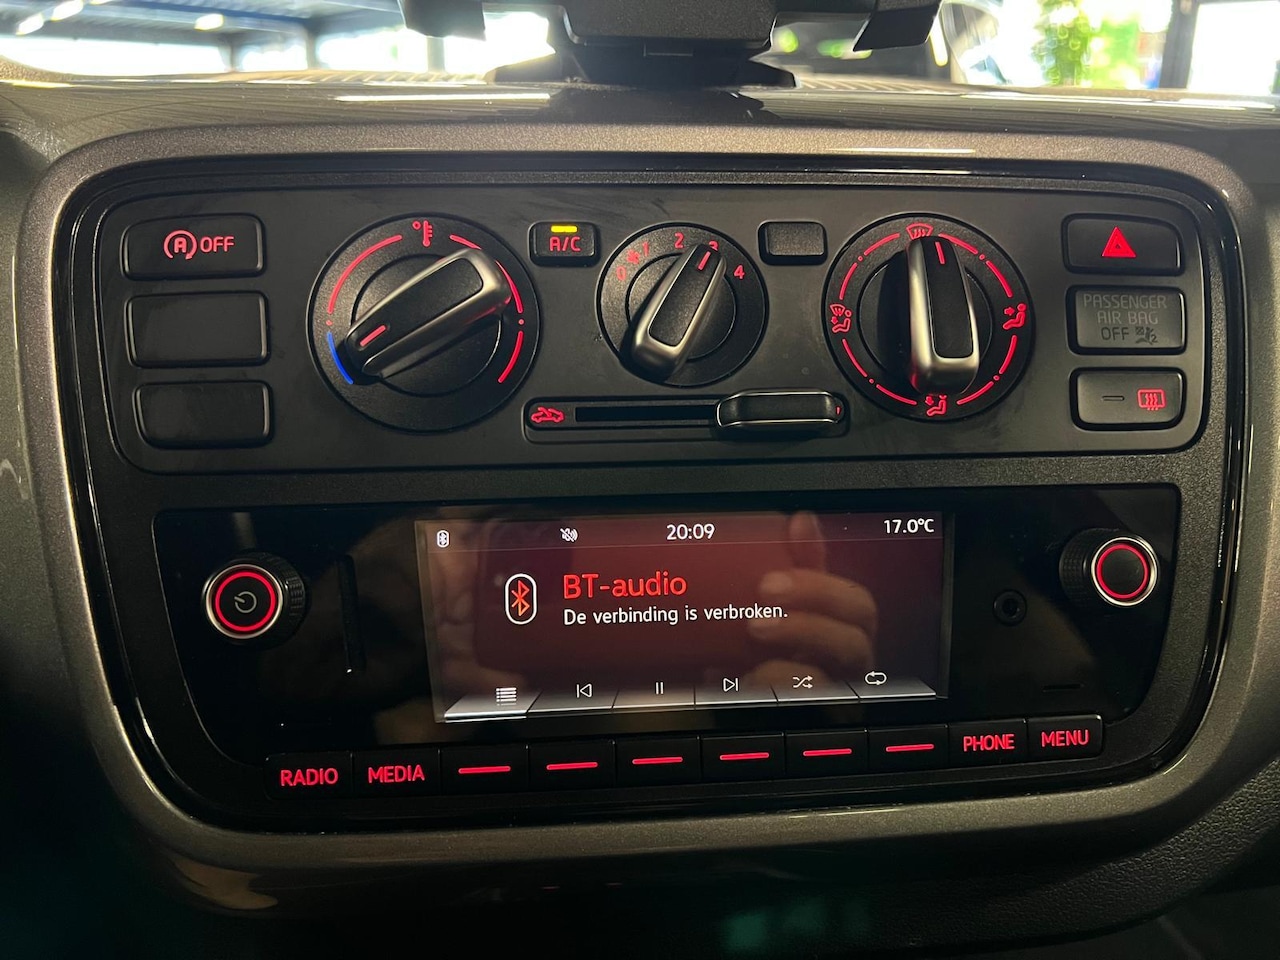 A OFF
A/C
0 1 2 3 4
PASSENGER
AIR BAG
OFF 2
20:09
17.0°C
BT-audio
De verbinding is verbroken.
RADIO
MEDIA
PHONE
MENU